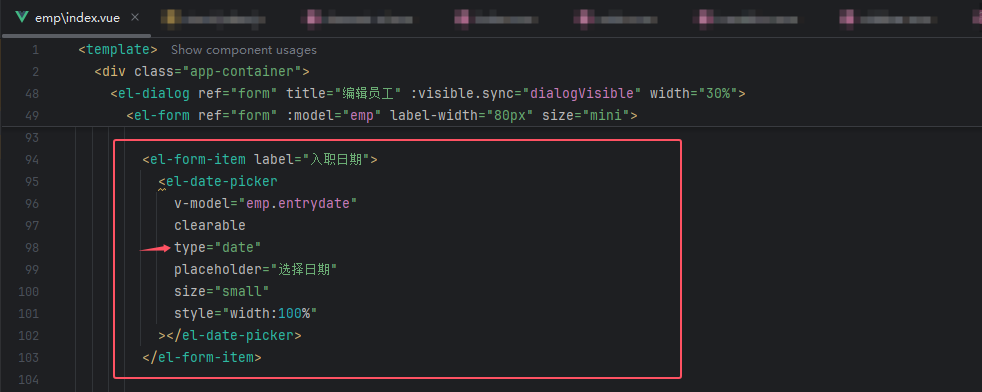 emp\index.vue
1 <template> Show component usages
2 <div class="app-container">
48 <el-dialog ref="form" title="编辑员工" :visible.sync="dialogVisible" width="30%">
49 <el-form ref="form" :model="emp" label-width="80px" size="mini">
93
94 <el-form-item label="入职日期">
95 <el-date-picker
96 v-model="emp.entrydate"
97 clearable
98 type="date"
99 placeholder="选择日期"
100 size="small"
101 style="width:100%"
102 ></el-date-picker>
103 </el-form-item>
104